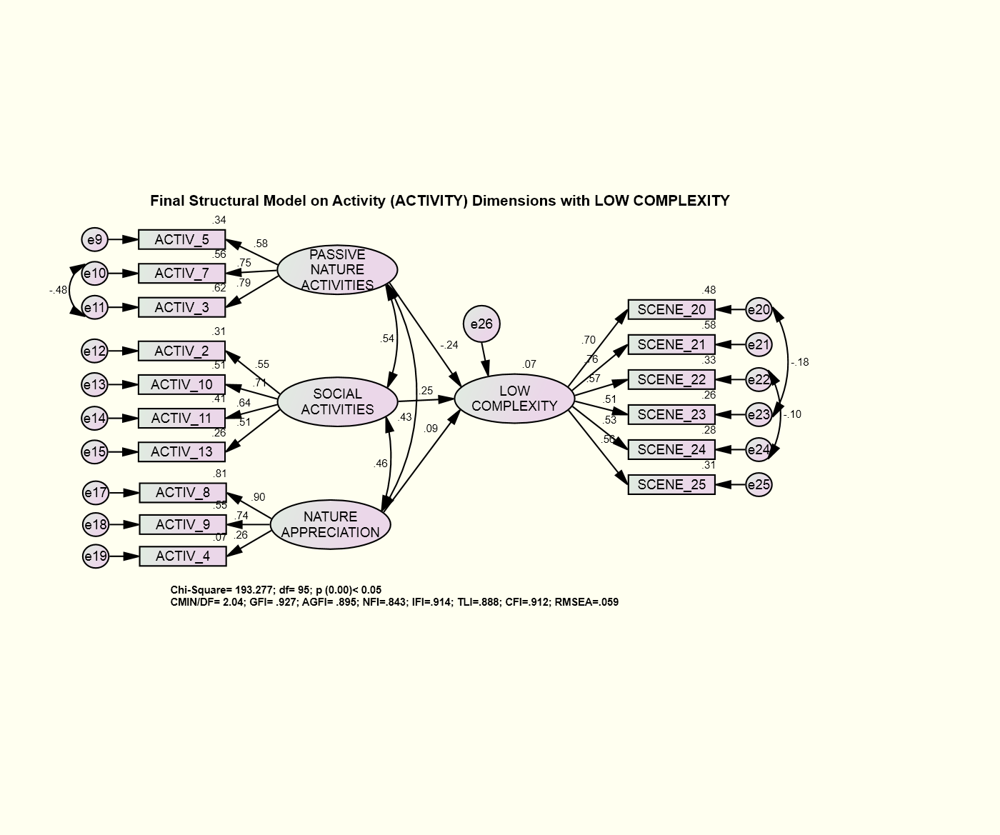 Final Structural Model on Activity (ACTIVITY) Dimensions with LOW COMPLEXITY
.34
e9
ACTIV_5
.58
.56
e10
ACTIV_7
.75
-.48
.62
e11
ACTIV_3
.79
PASSIVE
NATURE
ACTIVITIES
.31
e12
ACTIV_2
.55
.51
e13
ACTIV_10
.71
.41
e14
ACTIV_11
.64
.26
e15
ACTIV_13
.51
SOCIAL
ACTIVITIES
.81
e17
ACTIV_8
.90
.55
e18
ACTIV_9
.74
.07
e19
ACTIV_4
.26
NATURE
APPRECIATION
.54
.43
.46
-.24
.25
.09
e26
.07
LOW
COMPLEXITY
.70
.76
.57
.51
.53
.56
.48
SCENE_20
e20
.58
SCENE_21
e21
.33
SCENE_22
e22
.26
SCENE_23
e23
.28
SCENE_24
e24
.31
SCENE_25
e25
-.18
-.10
Chi-Square= 193.277; df= 95; p (0.00)< 0.05
CMIN/DF= 2.04; GFI= .927; AGFI= .895; NFI=.843; IFI=.914; TLI=.888; CFI=.912; RMSEA=.059